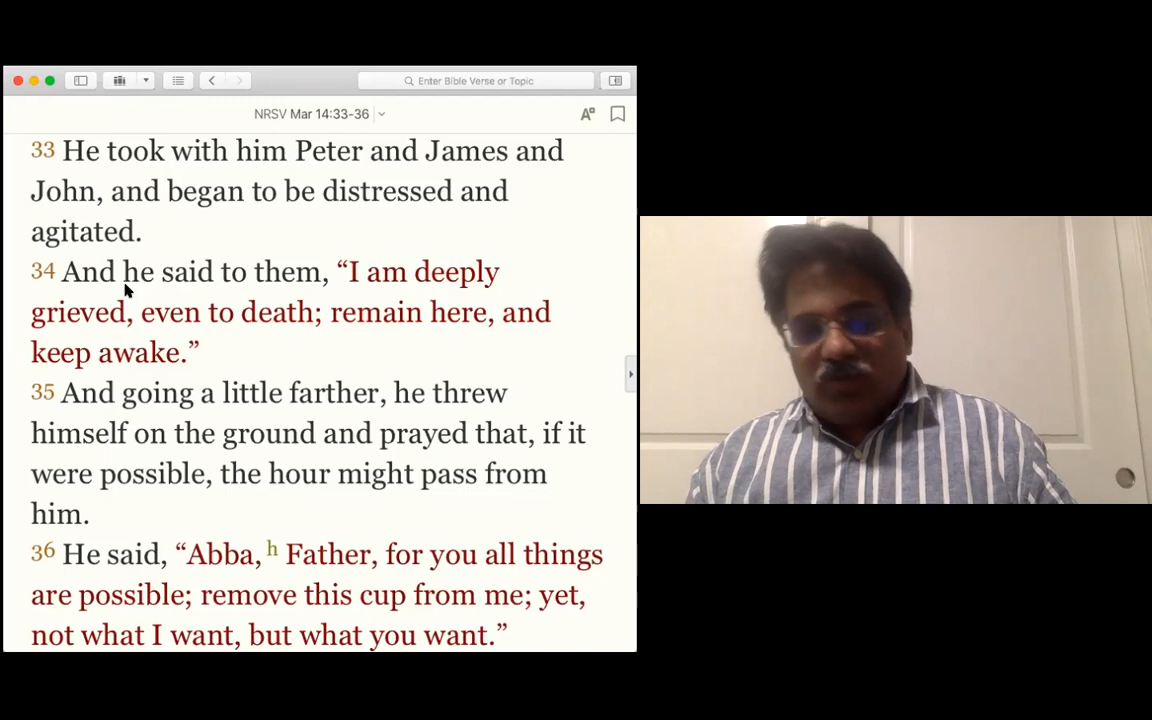 Enter Bible Verse or Topic
NRSV Mar 14:33-36
A
33 He took with him Peter and James and
John, and began to be distressed and
agitated.
34 And he said to them, “I am deeply
grieved, even to death; remain here, and
keep awake.”
35 And going a little farther, he threw
himself on the ground and prayed that, if it
were possible, the hour might pass from
him.
36 He said, “Abba, h Father, for you all things
are possible; remove this cup from me; yet,
not what I want, but what you want.”